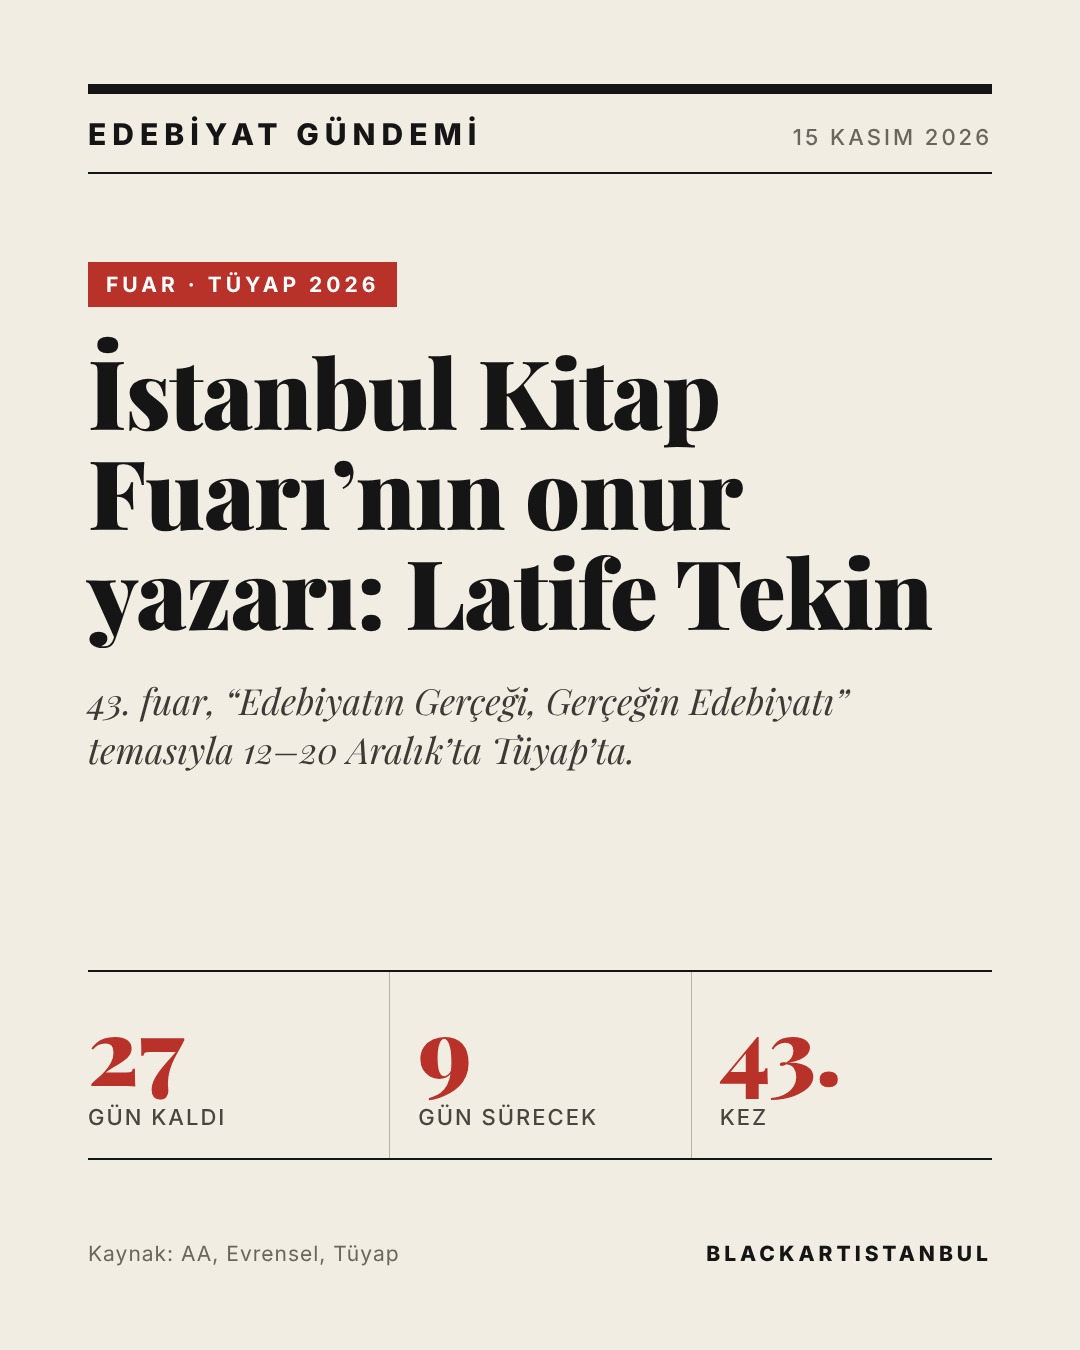 EDEBİYAT GÜNDEMİ
15 KASIM 2026
FUAR · TÜYAP 2026
İstanbul Kitap
Fuarı’nın onur
yazarı: Latife Tekin
43. fuar, “Edebiyatın Gerçeği, Gerçeğin Edebiyatı”
temasıyla 12–20 Aralık’ta Tüyap’ta.
27
GÜN KALDI
9
GÜN SÜRECEK
43.
KEZ
Kaynak: AA, Evrensel, Tüyap
BLACKARTISTANBUL